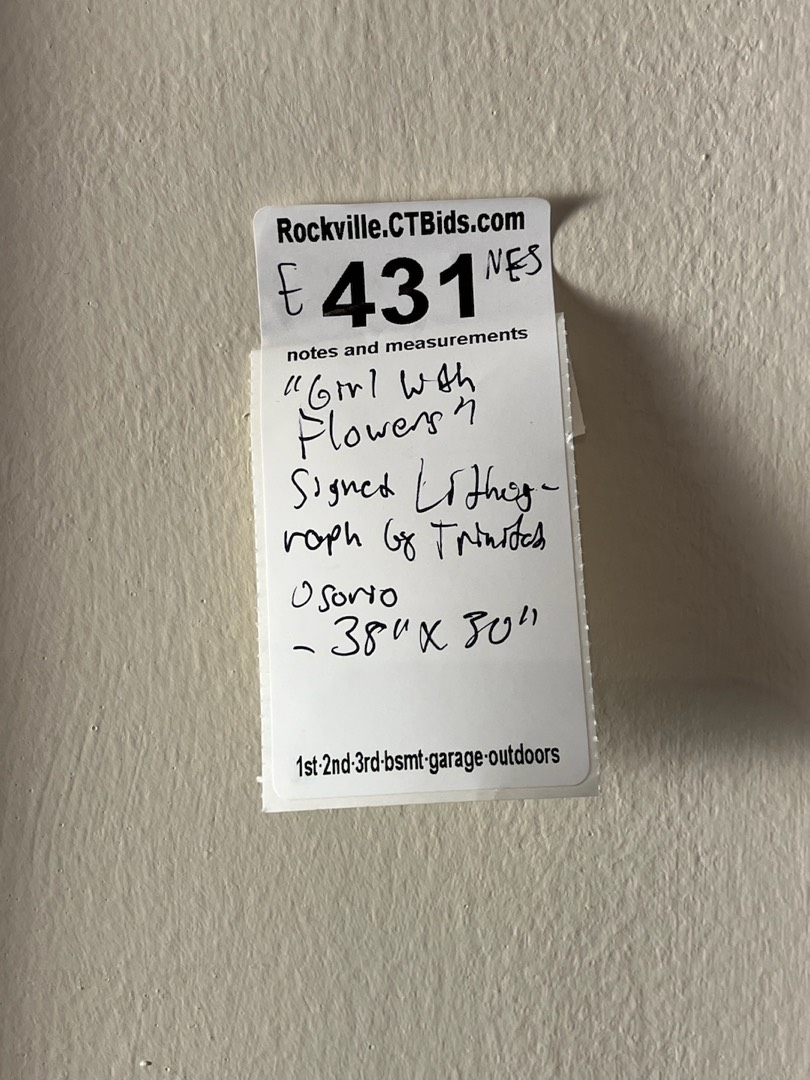 Rockville.CTBids.com
E 431 NES
notes and measurements
"Girl With
Flowers"
Signed Lithog-
raph by Trinidad
Osorio
- 38" X 30"
1st·2nd·3rd·bsmt·garage·outdoors